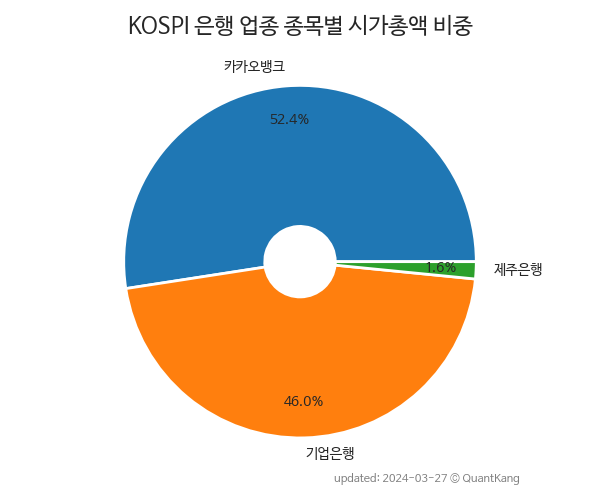 KOSPI 은행 업종 종목별 시가총액 비중
카카오뱅크
52.4%
1.6%
제주은행
46.0%
기업은행
updated: 2024-03-27 © QuantKang